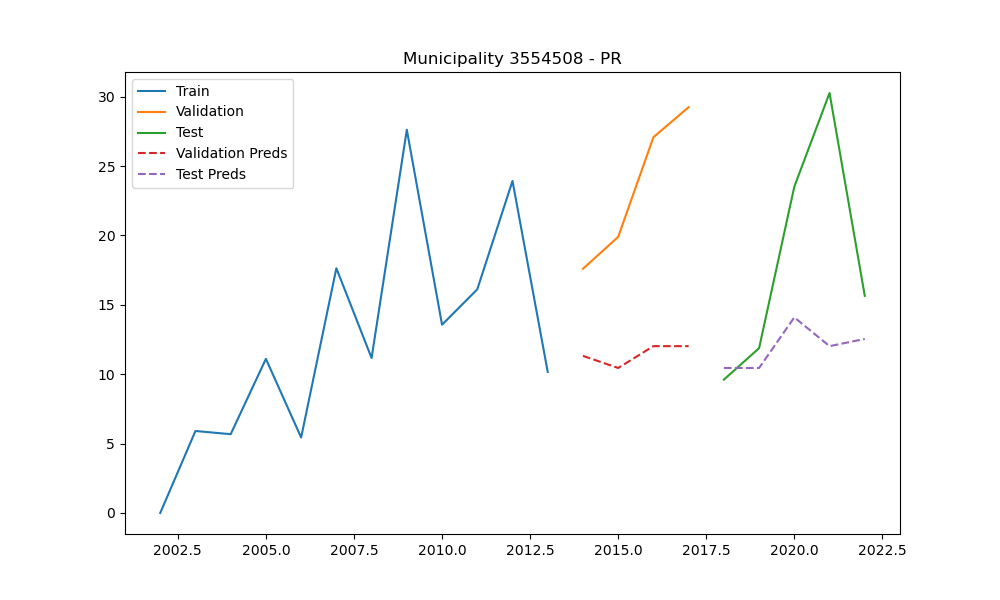 Municipality 3554508 - PR
Train
Validation
Test
Validation Preds
Test Preds
30
25
20
15
10
5
0
2002.5 2005.0 2007.5 2010.0 2012.5 2015.0 2017.5 2020.0 2022.5